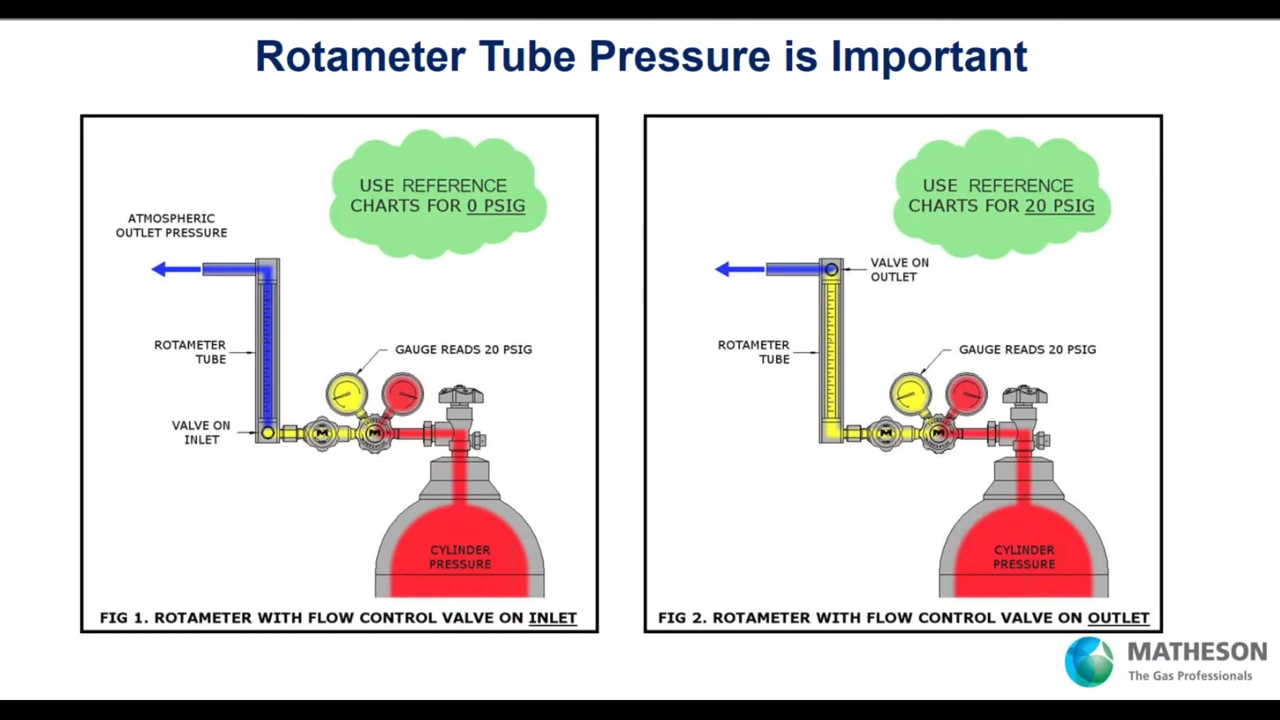 Rotameter Tube Pressure is Important
USE REFERENCE
CHARTS FOR 0 PSIG
ATMOSPHERIC
OUTLET PRESSURE
ROTAMETER
TUBE
GAUGE READS 20 PSIG
VALVE ON
INLET
M
M
CYLINDER
PRESSURE
FIG 1. ROTAMETER WITH FLOW CONTROL VALVE ON INLET
USE REFERENCE
CHARTS FOR 20 PSIG
VALVE ON
OUTLET
ROTAMETER
TUBE
GAUGE READS 20 PSIG
M
M
CYLINDER
PRESSURE
FIG 2. ROTAMETER WITH FLOW CONTROL VALVE ON OUTLET
MATHESON
The Gas Professionals